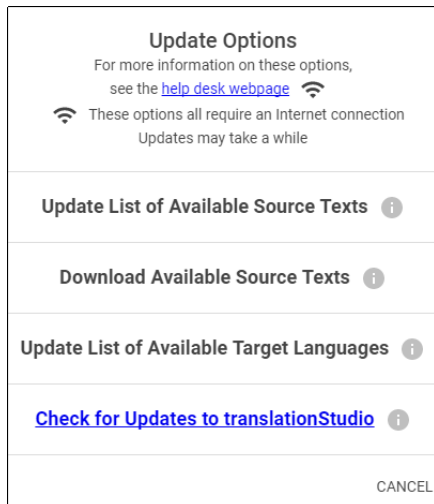 Update Options
For more information on these options,
see the help desk webpage
These options all require an Internet connection
Updates may take a while
Update List of Available Source Texts
Download Available Source Texts
Update List of Available Target Languages
Check for Updates to translationStudio
CANCEL